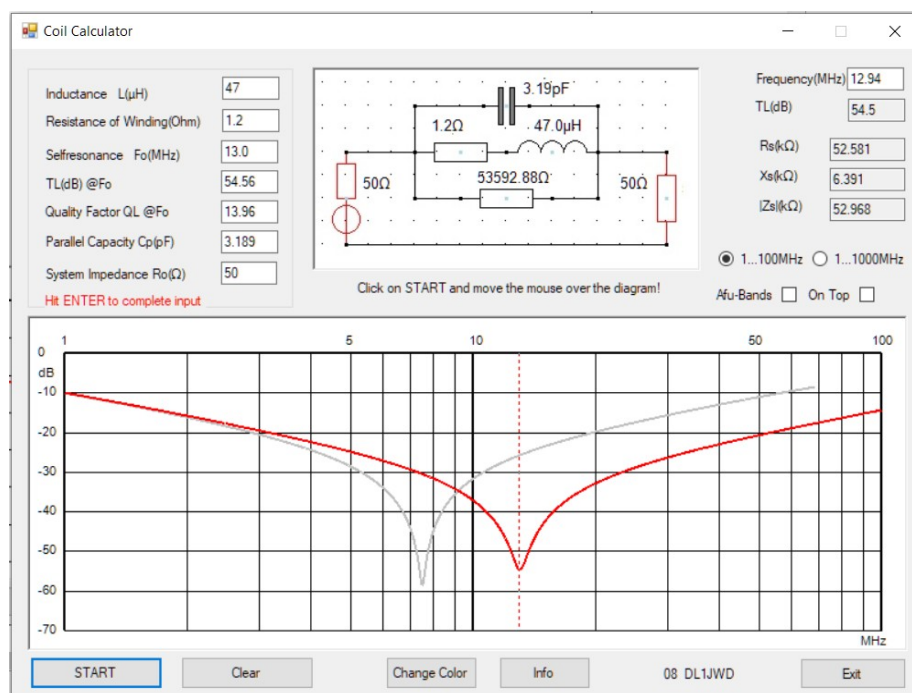 Coil Calculator
Inductance L(µH) 47
Resistance of Winding(Ohm) 1.2
Selfresonance Fo(MHz) 13.0
TL(dB) @Fo 54.56
Quality Factor QL @Fo 13.96
Parallel Capacity Cp(pF) 3.189
System Impedance Ro(Ω) 50
Hit ENTER to complete input
3.19pF
1.2Ω 47.0µH
50Ω 53592.88Ω 50Ω
Click on START and move the mouse over the diagram!
Frequency(MHz) 12.94
TL(dB) 54.5
Rs(kΩ) 52.581
Xs(kΩ) 6.391
|Zs|(kΩ) 52.968
1...100MHz 1...1000MHz
Afu-Bands On Top
1 5 10 50 100
0
dB
-10
-20
-30
-40
-50
-60
-70
MHz
START Clear Change Color Info 08 DL1JWD Exit